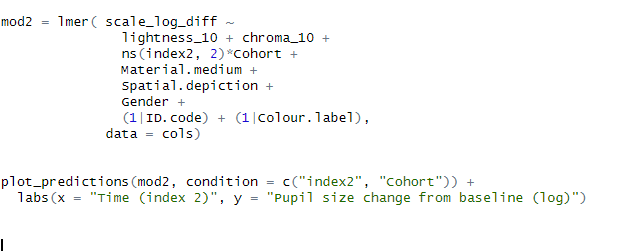 mod2 = lmer( scale_log_diff ~
lightness_10 + chroma_10 +
ns(index2, 2)*Cohort +
Material.medium +
Spatial.depiction +
Gender +
(1|ID.code) + (1|Colour.label),
data = cols)
plot_predictions(mod2, condition = c("index2", "Cohort")) +
labs(x = "Time (index 2)", y = "Pupil size change from baseline (log)")